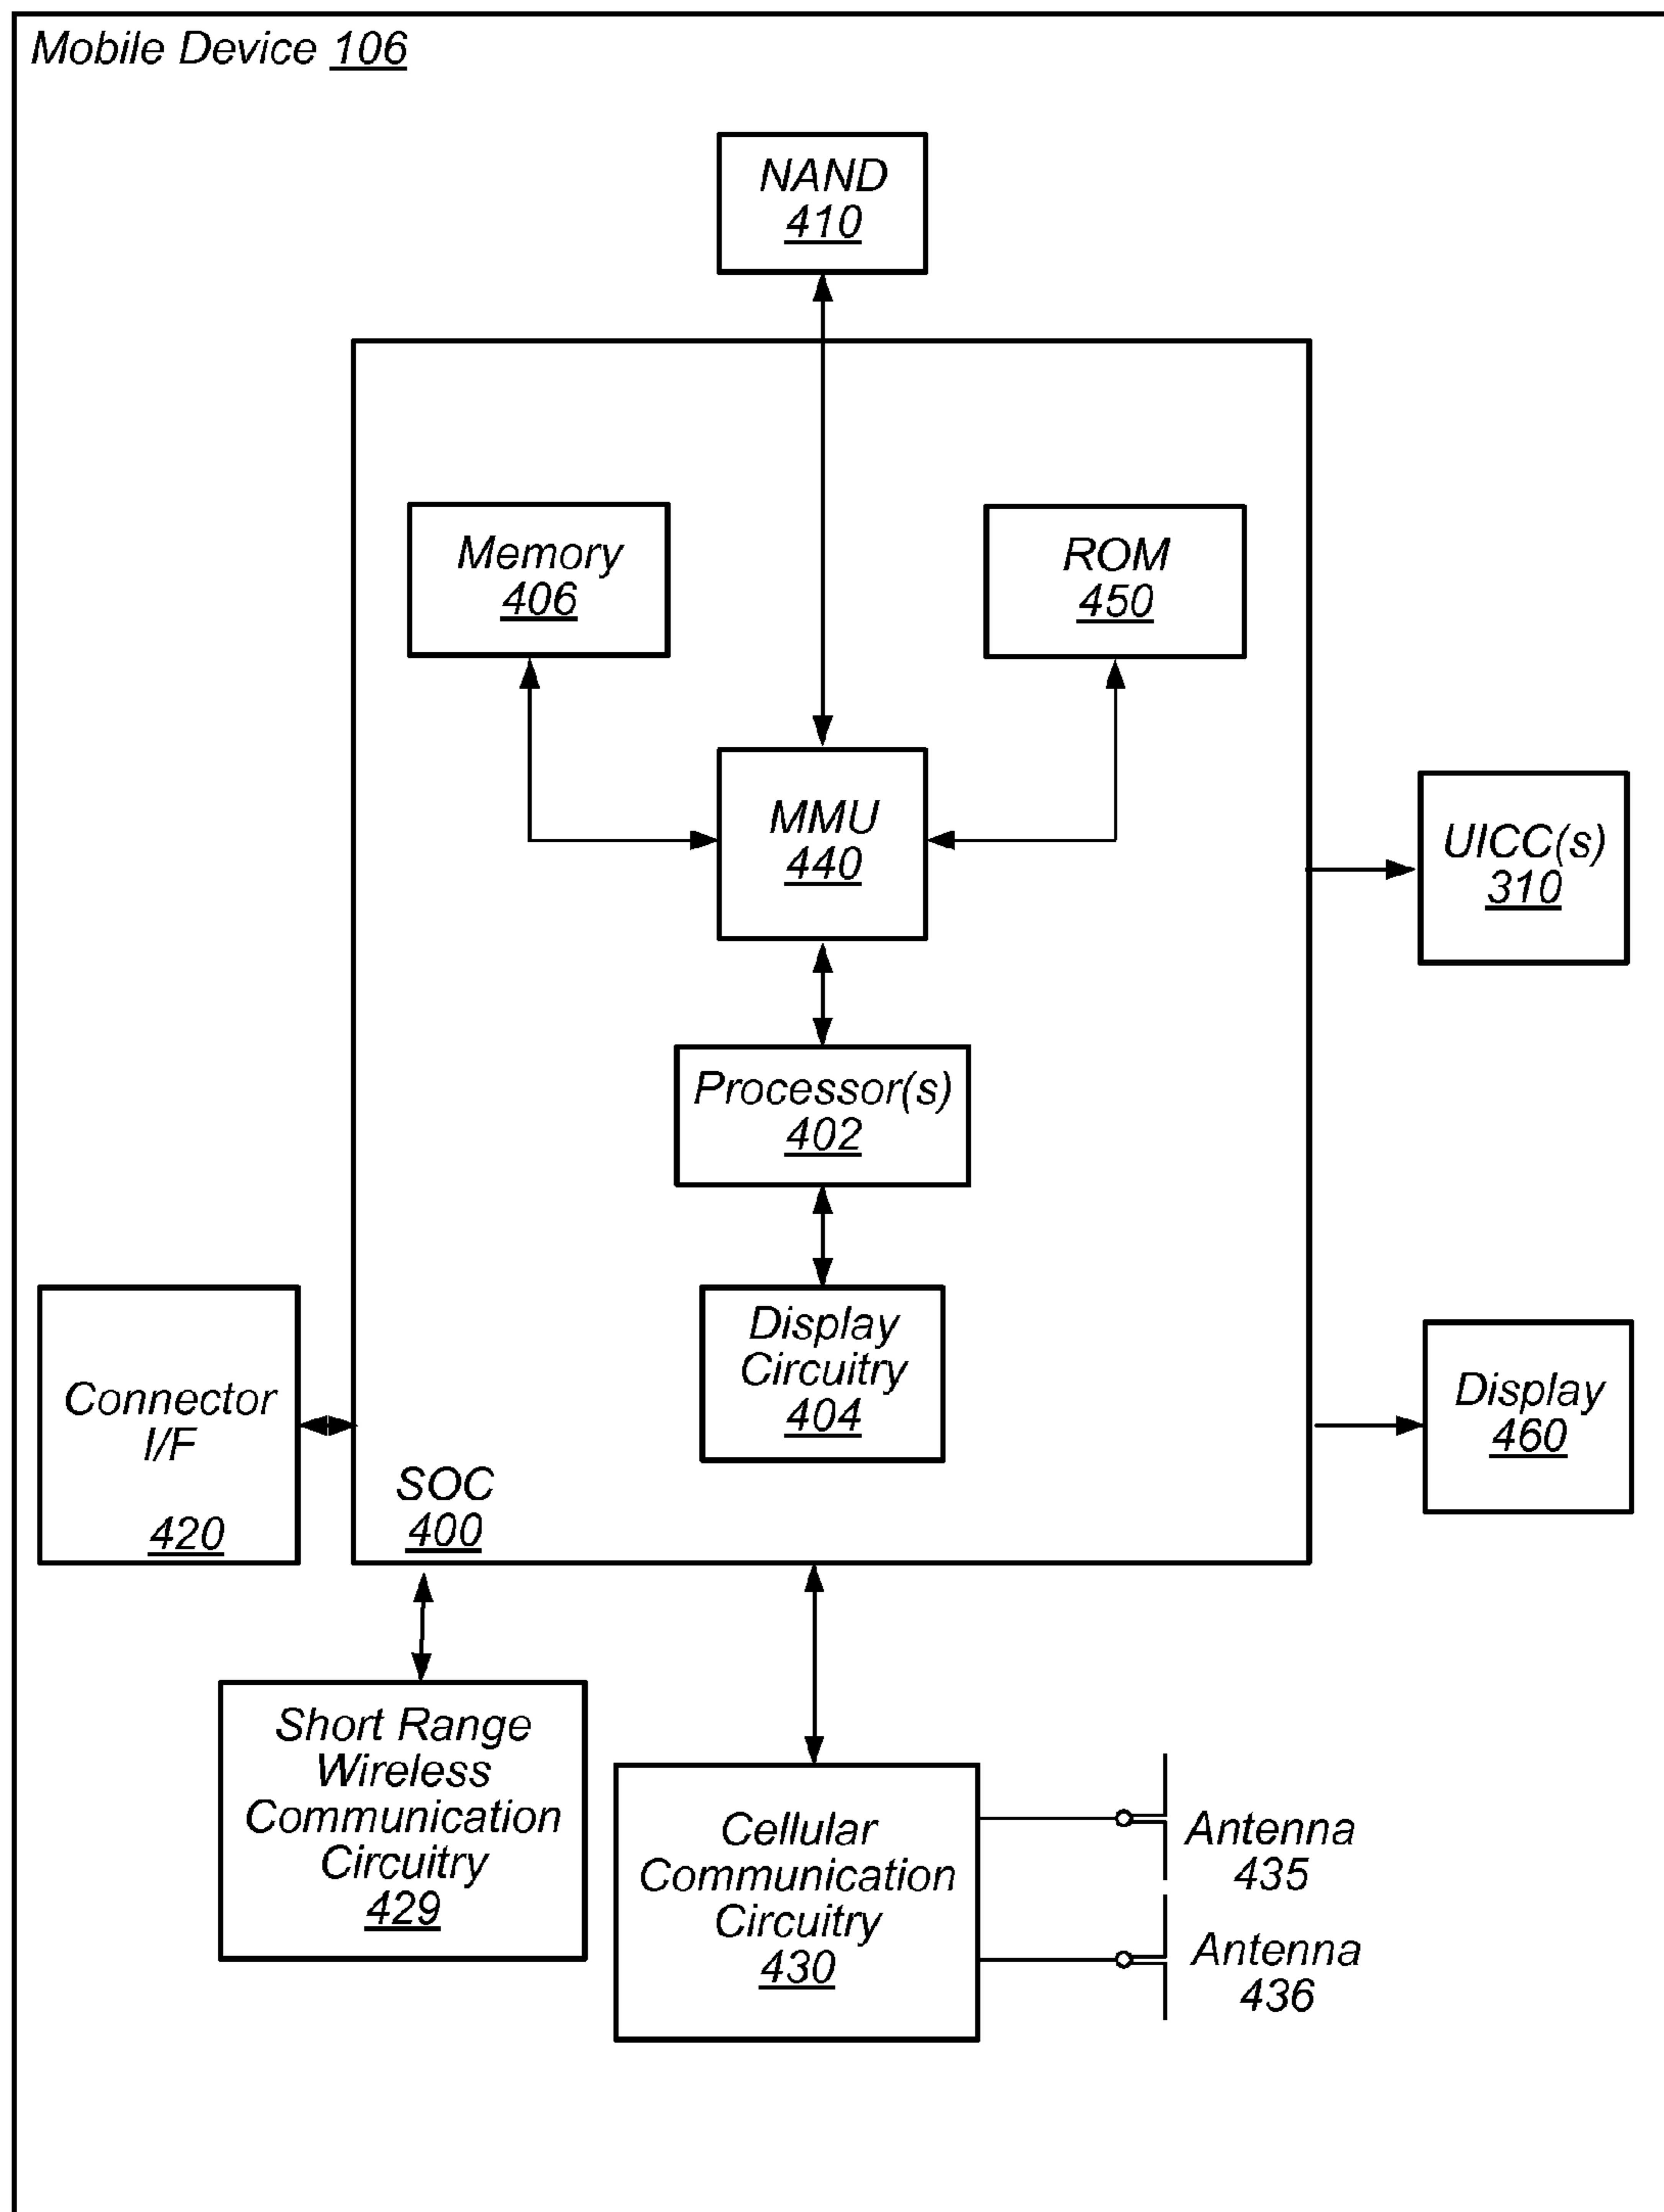 Mobile Device 106
NAND
410
Memory
406
ROM
450
MMU
440
UICC(s)
310
Processor(s)
402
Display
Circuitry
404
Connector
I/F
420
Display
460
SOC
400
Short Range
Wireless
Communication
Circuitry
429
Cellular
Communication
Circuitry
430
Antenna
435
Antenna
436